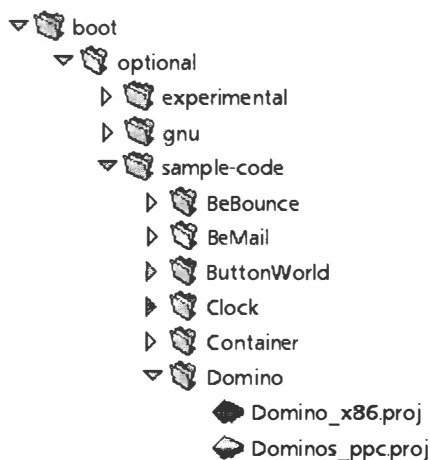 boot
optional
experimental
gnu
sample-code
BeBounce
BeMail
ButtonWorld
Clock
Container
Domino
Domino_x86.proj
Dominos_ppc.proj